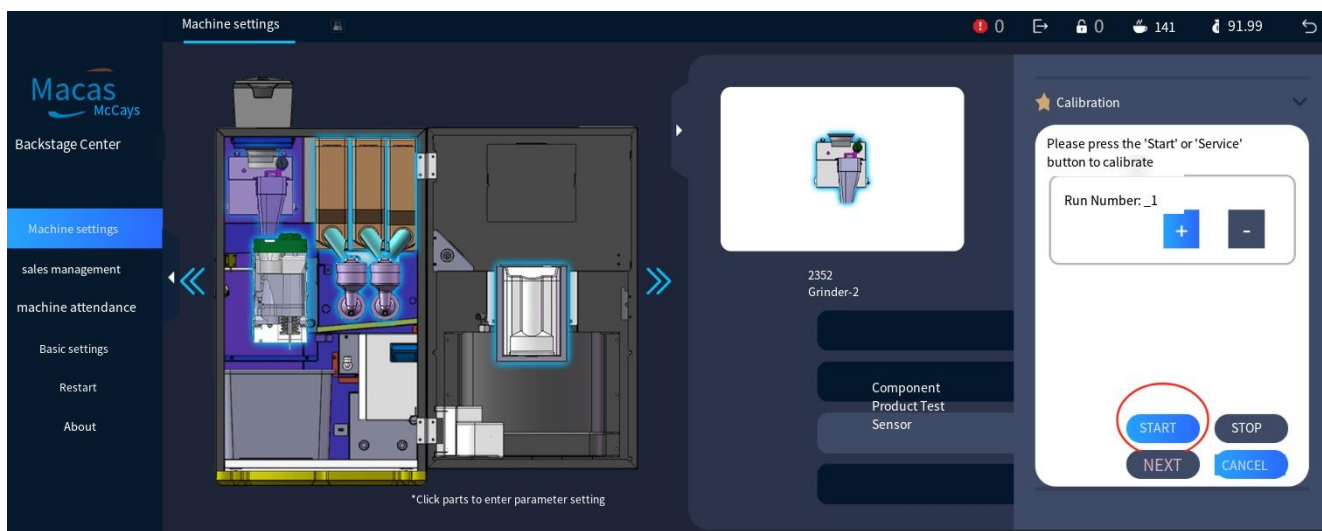 Machine settings
0
0
141
91.99
Macas
McCays
Backstage Center
Machine settings
sales management
machine attendance
Basic settings
Restart
About
*Click parts to enter parameter setting
2352
Grinder-2
Component
Product Test
Sensor
Calibration
Please press the 'Start' or 'Service'
button to calibrate
Run Number: _1
+ -
START STOP
NEXT CANCEL